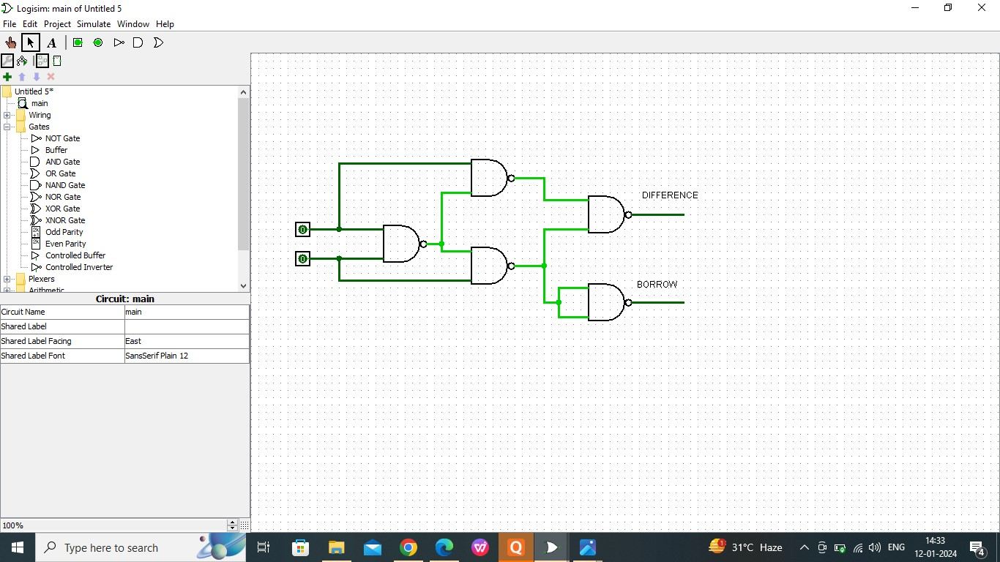 Logisim: main of Untitled 5
File Edit Project Simulate Window Help
A
Untitled 5*
main
Wiring
Gates
NOT Gate
Buffer
AND Gate
OR Gate
NAND Gate
NOR Gate
XOR Gate
XNOR Gate
Odd Parity
Even Parity
Controlled Buffer
Controlled Inverter
Plexers
Arithmetic
Circuit: main
Circuit Name main
Shared Label
Shared Label Facing East
Shared Label Font SansSerif Plain 12
100%
DIFFERENCE
0
0
BORROW
Type here to search
1
31°C Haze
ENG
14:33
12-01-2024
4